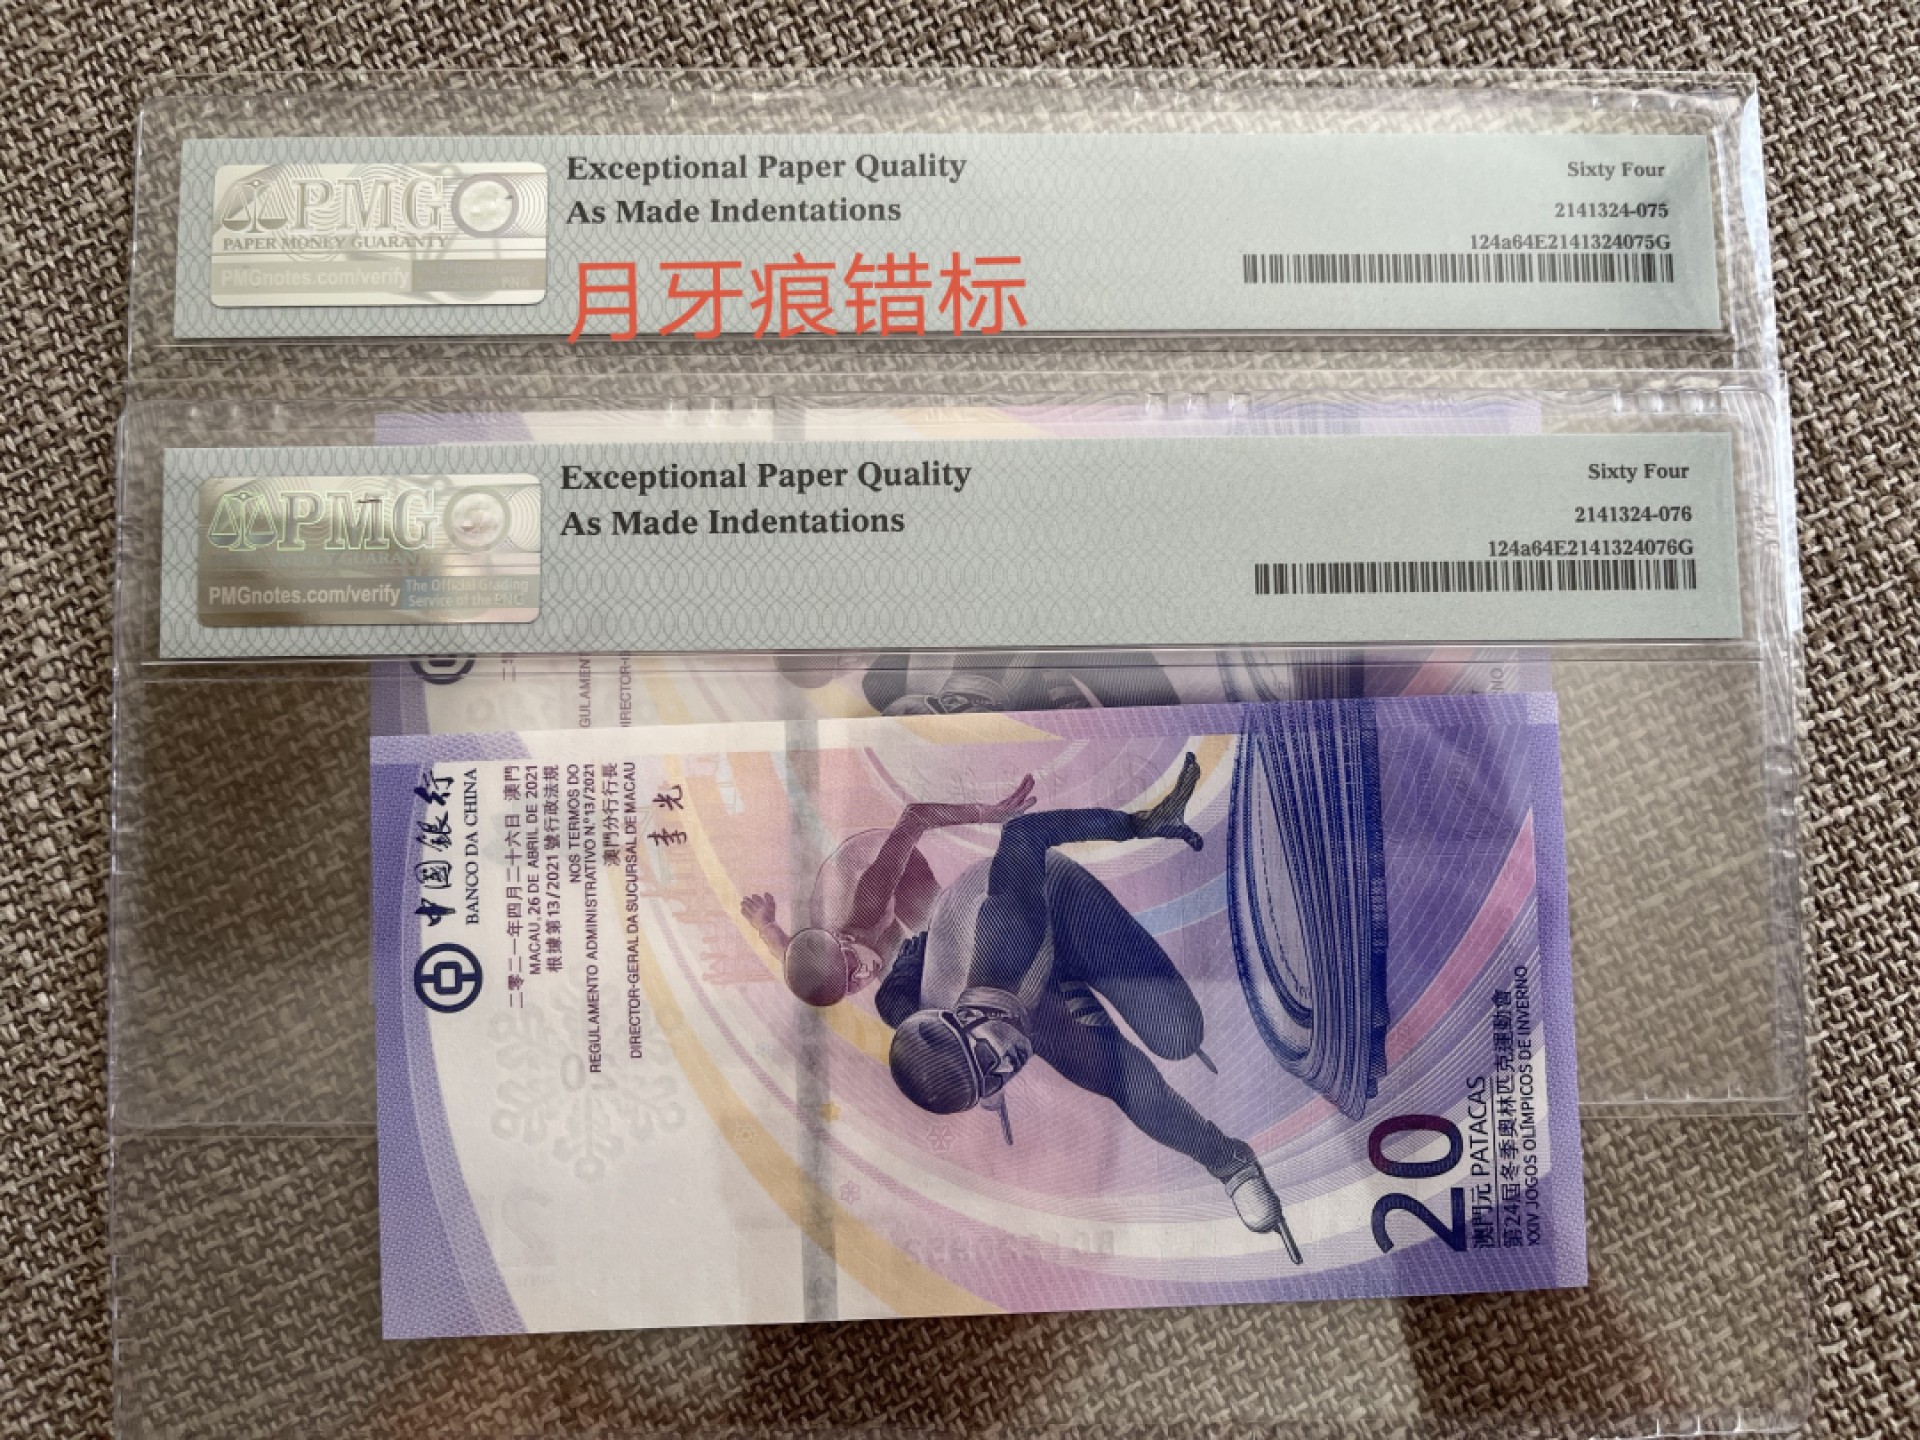 PMG
PAPER MONEY GUARANTY
PMGnotes.com/verify
Exceptional Paper Quality
As Made Indentations
Sixty Four
2141324-075
124a64E2141324075G
月牙痕错标
PMG
PMGnotes.com/verify
The Official Grading
Service of the PNG
Exceptional Paper Quality
As Made Indentations
Sixty Four
2141324-076
124a64E2141324076G
中國銀行
BANCO DA CHINA
二零二一年四月二十六日 澳門
MACAU, 26 DE ABRIL DE 2021
根據第13/2021號行政法規
NOS TERMOS DO
REGULAMENTO ADMINISTRATIVO N.º 13/2021
澳門分行行長
DIRECTOR-GERAL DA SUCURSAL DE MACAU
李光
20
澳門元 PATACAS
第24屆冬季奧林匹克運動會
XXIV JOGOS OLÍMPICOS DE INVERNO